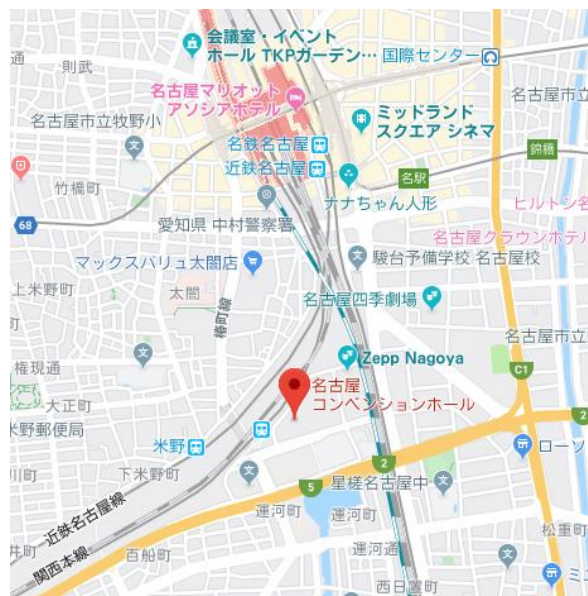 会議室・イベント
ホール TKPガーデン…
国際センター
通
則武
名古屋マリオット
アソシアホテル
ミッドランド
スクエア シネマ
名古屋市立
名古屋市立牧野小
名鉄名古屋
近鉄名古屋
錦橋
竹橋町
名駅
ナナちゃん人形
ヒルトン名
68
愛知県 中村警察署
名古屋クラウンホテル
マックスバリュ太閤店
駿台予備学校 名古屋校
上米野町
太閤
椿町線
名古屋四季劇場
名古屋市立
権現通
Zepp Nagoya
C1
大正町
名古屋
コンベンションホール
米野郵便局
米野
2
ローソ
川町
下米野町
2
5
星槎名古屋中
近鉄名古屋線
運河町
運河町
松重町
井町
関西本線
百船町
運河通
ミニ
西日置町